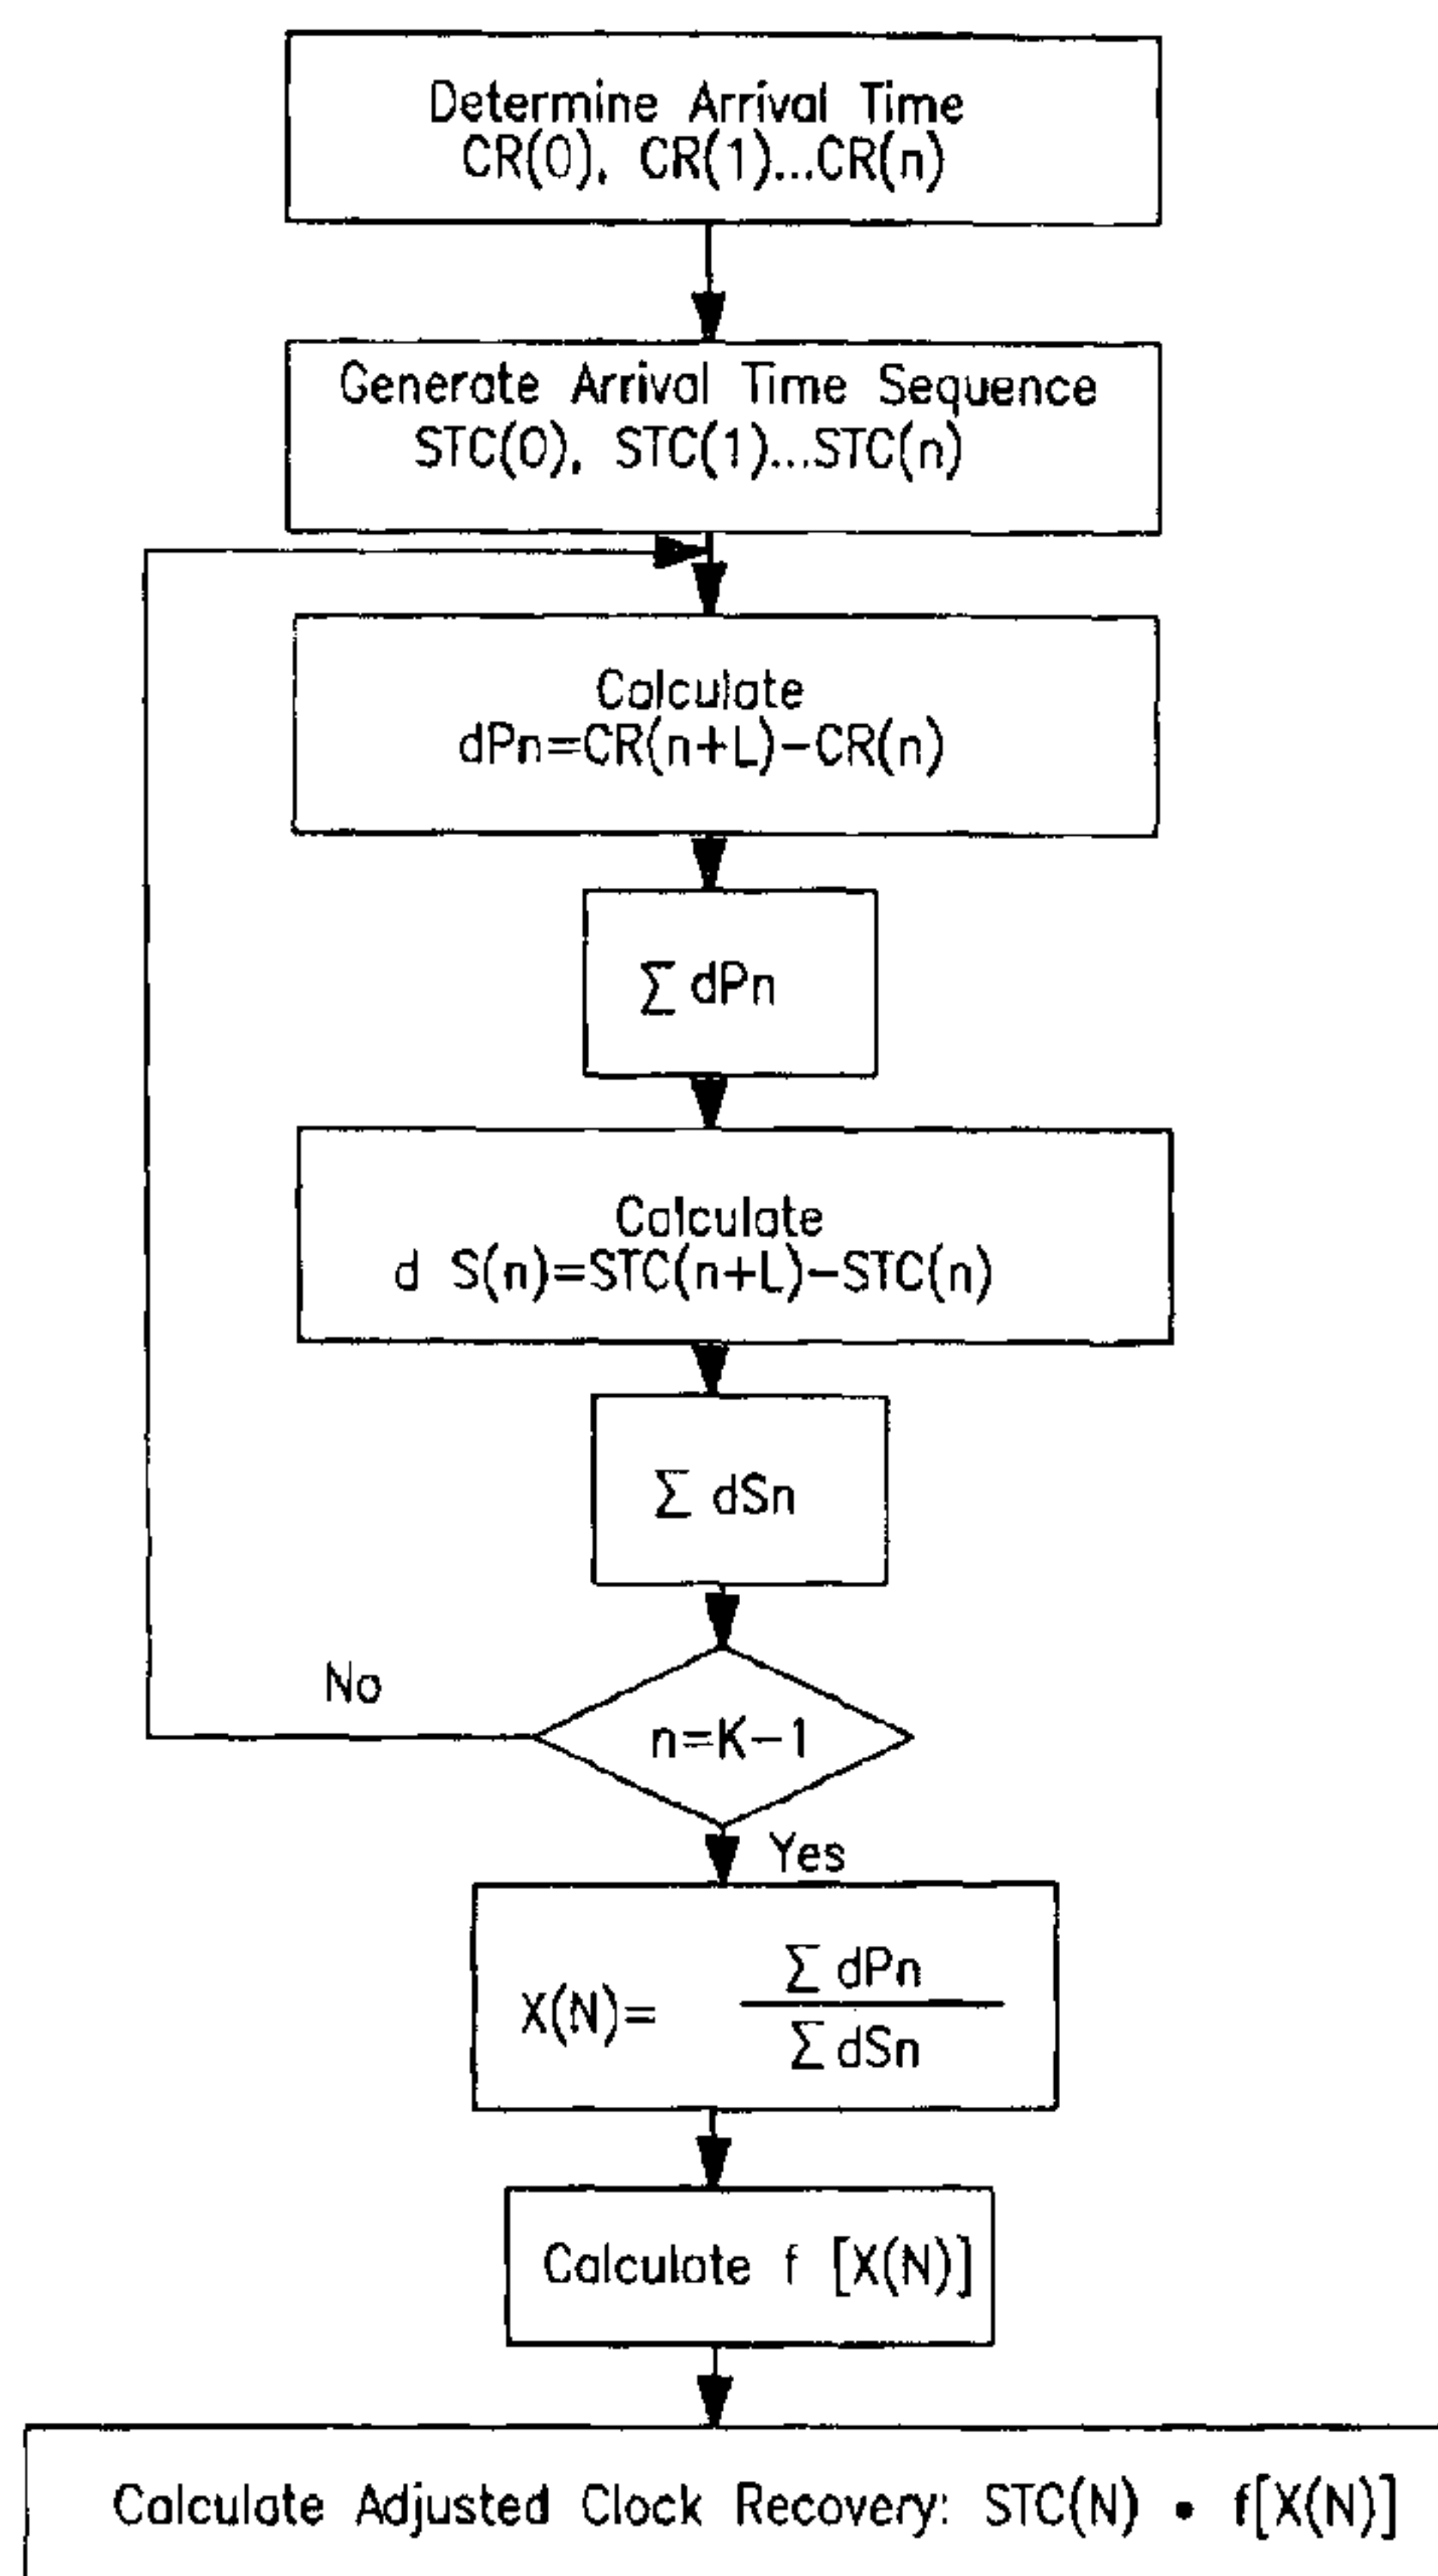 Determine Arrival Time
CR(0), CR(1)...CR(n)
Generate Arrival Time Sequence
STC(0), STC(1)...STC(n)
Calculate
dPn=CR(n+L)-CR(n)
∑ dPn
Calculate
d S(n)=STC(n+L)-STC(n)
∑ dSn
n=K-1
No
Yes
X(N)=
∑ dPn
∑ dSn
Calculate f [X(N)]
Calculate Adjusted Clock Recovery: STC(N) • f[X(N)]